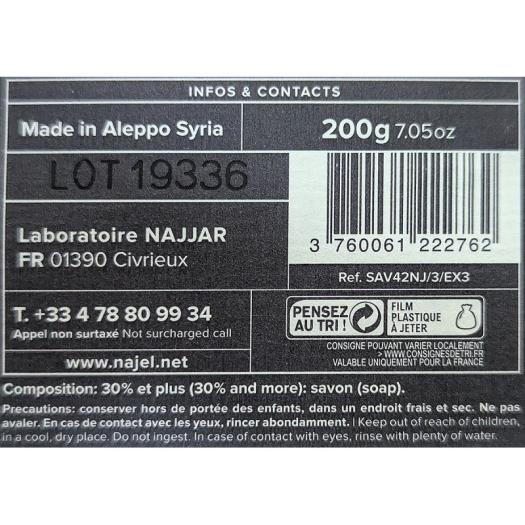 INFOS & CONTACTS
Made in Aleppo Syria
200g 7.05oz
LOT 19336
3 760061 222762
Laboratoire NAJJAR
FR 01390 Civrieux
Ref. SAV42NJ/3/EX3
T. +33 4 78 80 99 34
Appel non surtaxé Not surcharged call
PENSEZ
AU TRI !
FILM
PLASTIQUE
À JETER
CONSIGNE POUVANT VARIER LOCALEMENT
> WWW.CONSIGNESDETRI.FR
VALABLE UNIQUEMENT POUR LA FRANCE
www.najel.net
Composition: 30% et plus (30% and more): savon (soap).
Precautions: conserver hors de portée des enfants, dans un endroit frais et sec. Ne pas
avaler. En cas de contact avec les yeux, rincer abondamment. | Keep out of reach of children,
in a cool, dry place. Do not ingest. In case of contact with eyes, rinse with plenty of water.